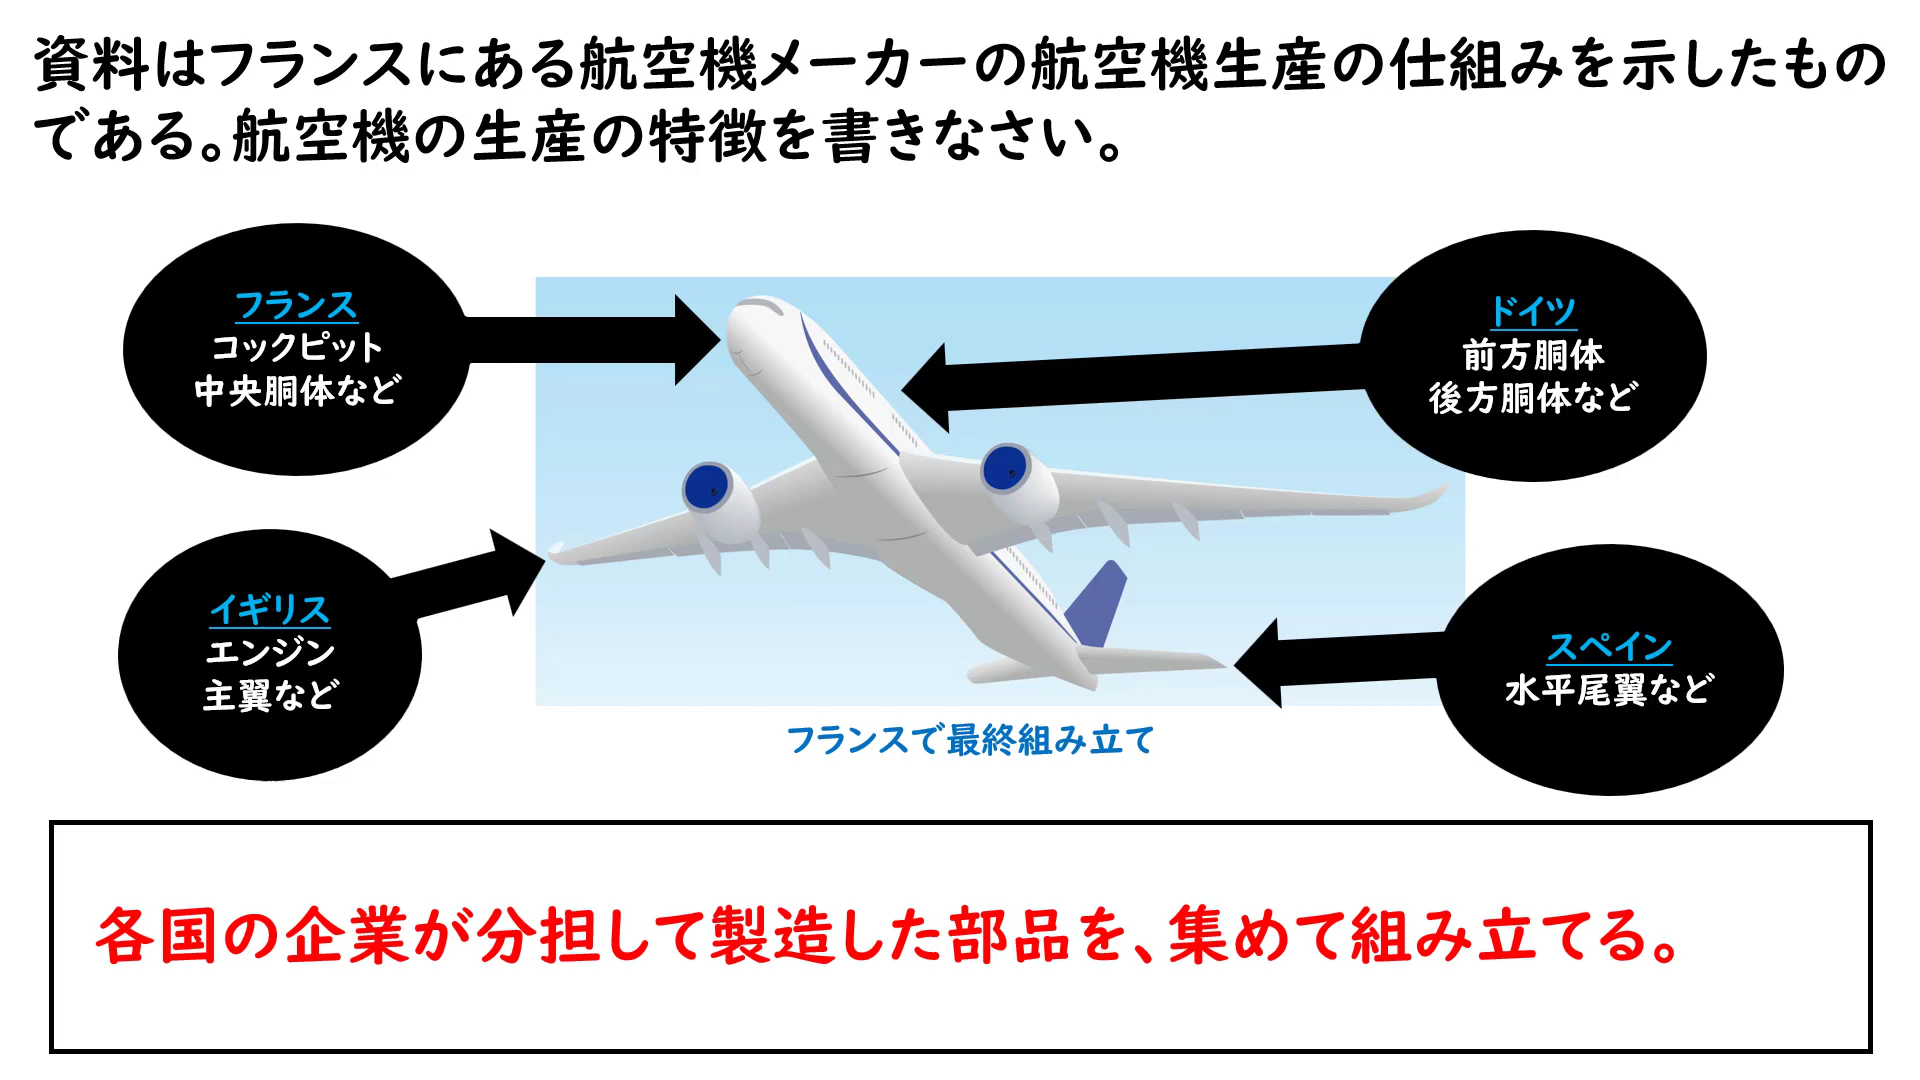 資料はフランスにある航空機メーカーの航空機生産の仕組みを示したもの
である。航空機の生産の特徴を書きなさい。
フランス
コックピット
中央胴体など
ドイツ
前方胴体
後方胴体など
イギリス
エンジン
主翼など
スペイン
水平尾翼など
フランスで最終組み立て
各国の企業が分担して製造した部品を、集めて組み立てる。